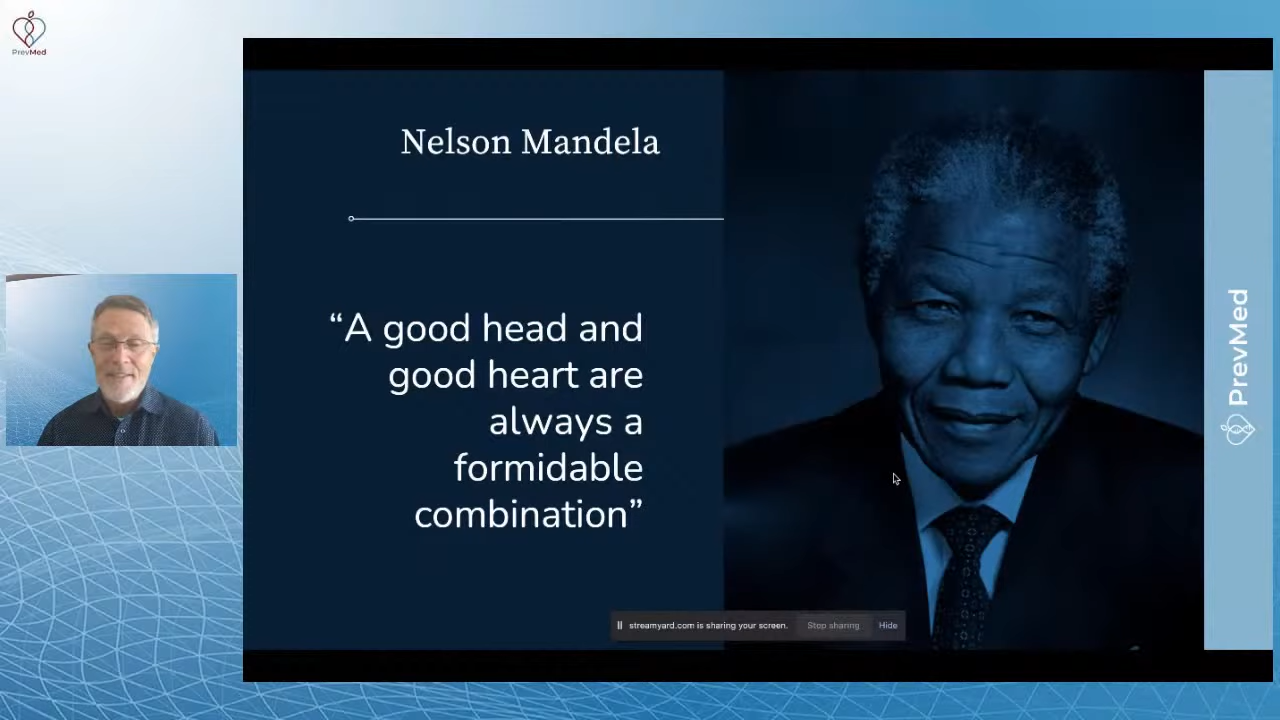 PrevMed
Nelson Mandela
“A good head and
good heart are
always a
formidable
combination”
PrevMed
streamyard.com is sharing your screen.
Stop sharing
Hide